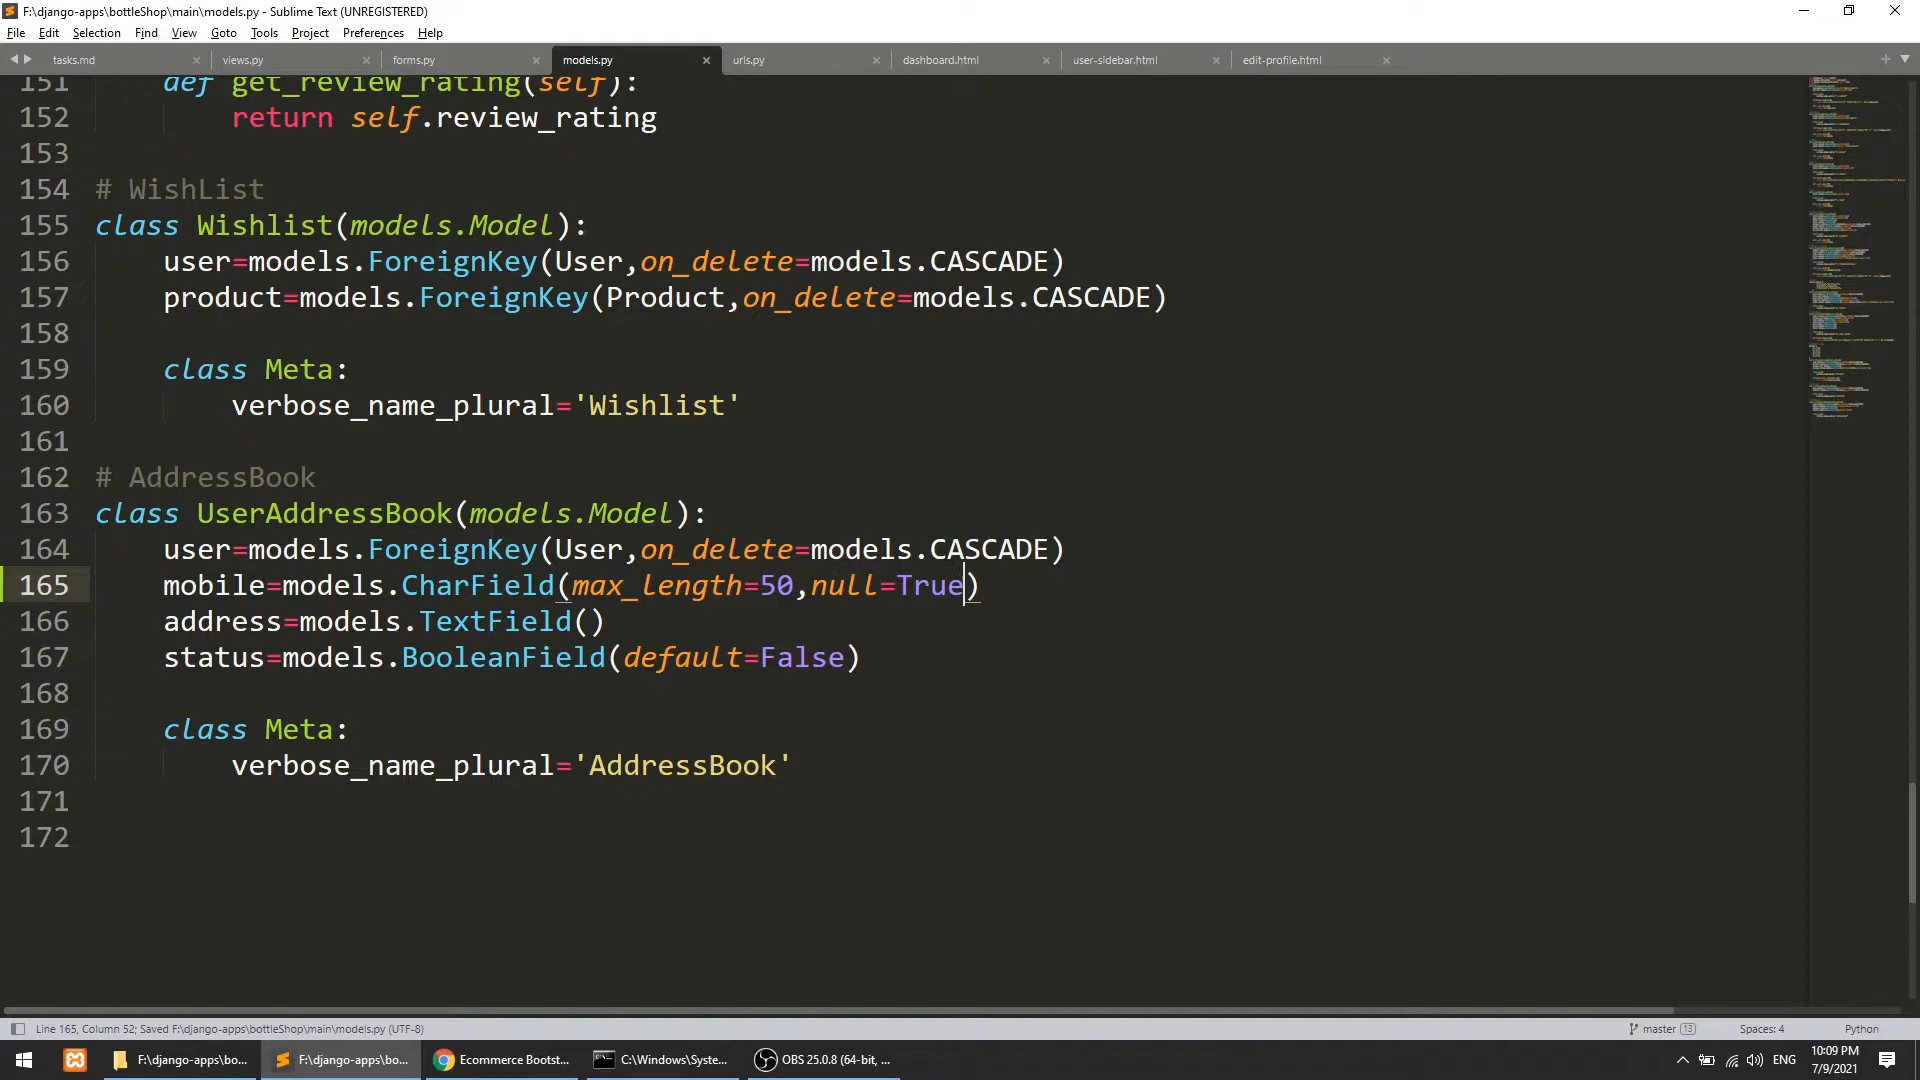 F:\django-apps\bottleShop\main\models.py - Sublime Text (UNREGISTERED)
File Edit Selection Find View Goto Tools Project Preferences Help
tasks.md views.py forms.py models.py urls.py dashboard.html user-sidebar.html edit-profile.html
151 def get_review_rating(self):
152 return self.review_rating
153
154 # WishList
155 class Wishlist(models.Model):
156 user=models.ForeignKey(User,on_delete=models.CASCADE)
157 product=models.ForeignKey(Product,on_delete=models.CASCADE)
158
159 class Meta:
160 verbose_name_plural='Wishlist'
161
162 # AddressBook
163 class UserAddressBook(models.Model):
164 user=models.ForeignKey(User,on_delete=models.CASCADE)
165 mobile=models.CharField(max_length=50,null=True)
166 address=models.TextField()
167 status=models.BooleanField(default=False)
168
169 class Meta:
170 verbose_name_plural='AddressBook'
171
172
Line 165, Column 52; Saved F:\django-apps\bottleShop\main\models.py (UTF-8) master 13 Spaces: 4 Python
F:\django-apps\bo... F:\django-apps\bo... Ecommerce Bootst... C:\Windows\Syste... OBS 25.0.8 (64-bit, ... ENG 10:09 PM
7/9/2021